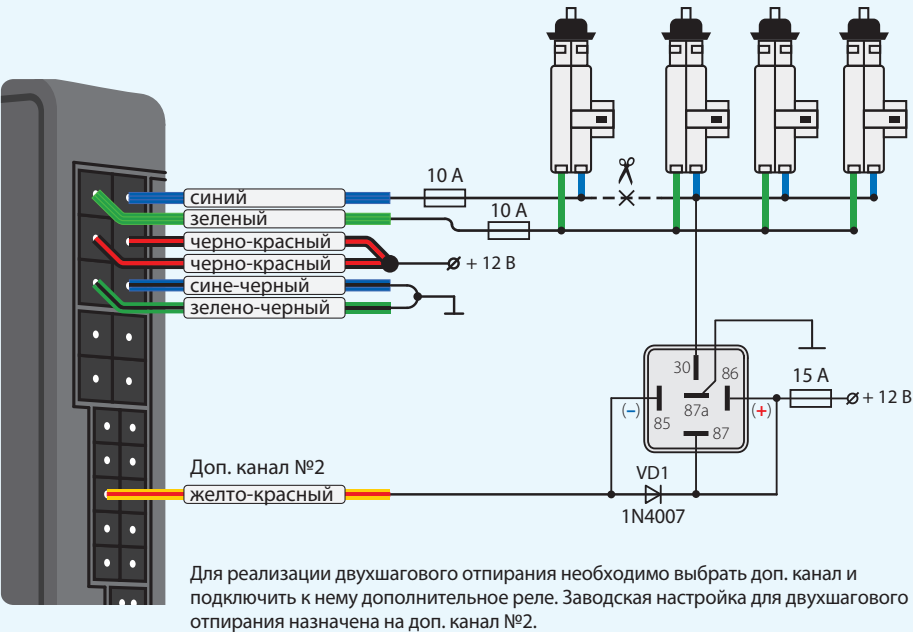 10 А
синий
10 А
зеленый
черно-красный
черно-красный
+ 12 В
сине-черный
зелено-черный
30
86
15 А
+ 12 В
(–)
87a
(+)
85
87
Доп. канал №2
VD1
желто-красный
1N4007
Для реализации двухшагового отпирания необходимо выбрать доп. канал и
подключить к нему дополнительное реле. Заводская настройка для двухшагового
отпирания назначена на доп. канал №2.